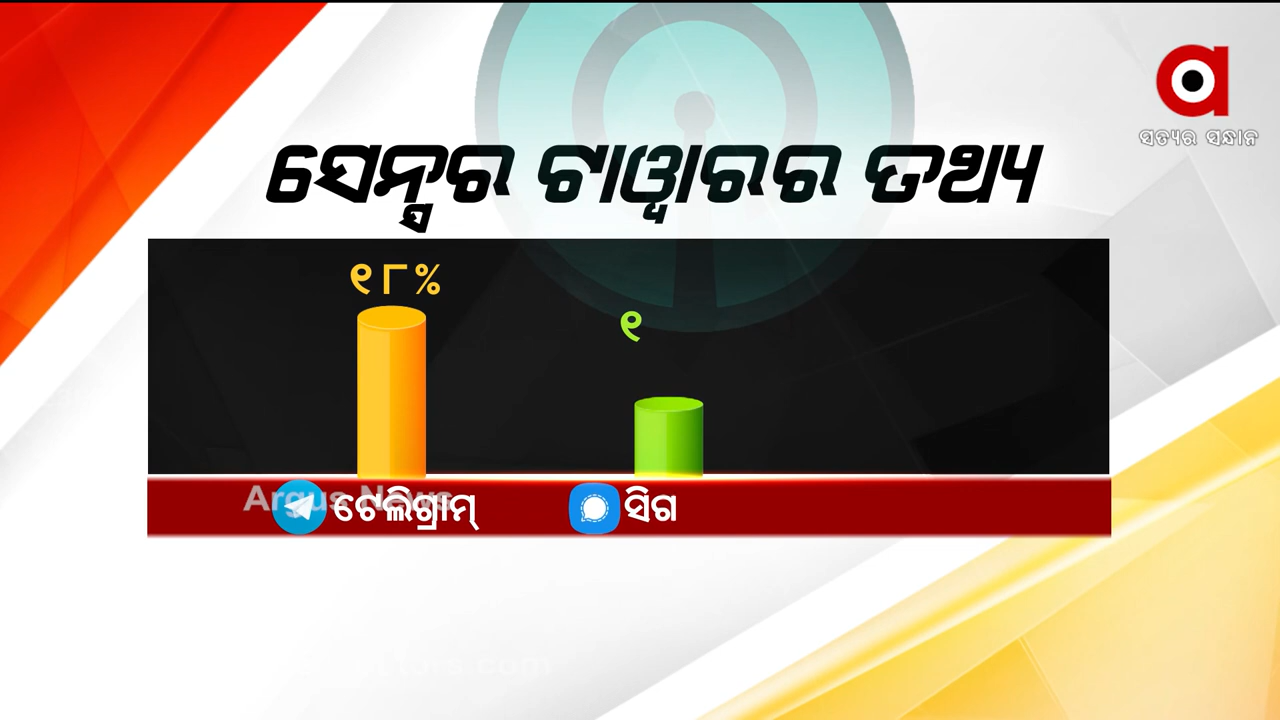 ସତ୍ୟର ସନ୍ଧାନ
ସେନ୍ସର ଟାୱାରର ତଥ୍ୟ
୧୮%
୧
Argus News
ଟେଲିଗ୍ରାମ୍
ସିଗ